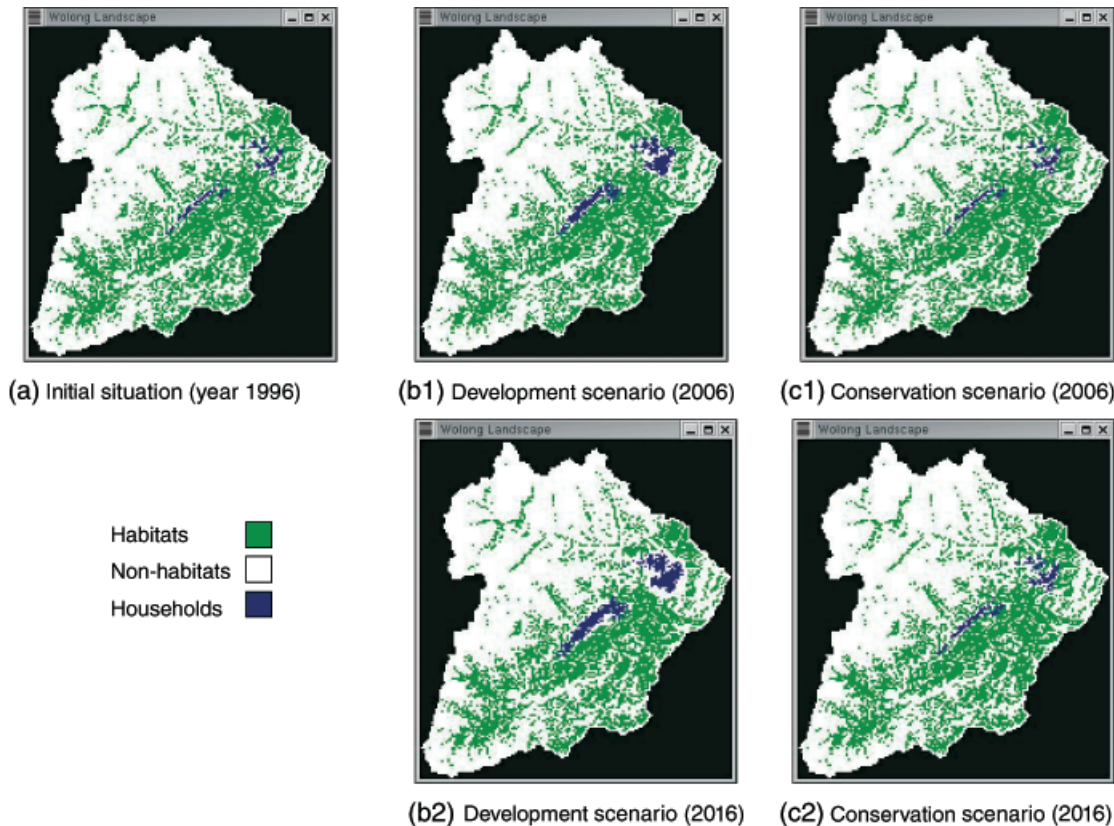 Wolong Landscape
Wolong Landscape
Wolong Landscape
(a) Initial situation (year 1996)
(b1) Development scenario (2006)
(c1) Conservation scenario (2006)
Wolong Landscape
Wolong Landscape
Habitats
Non-habitats
Households
(b2) Development scenario (2016)
(c2) Conservation scenario (2016)